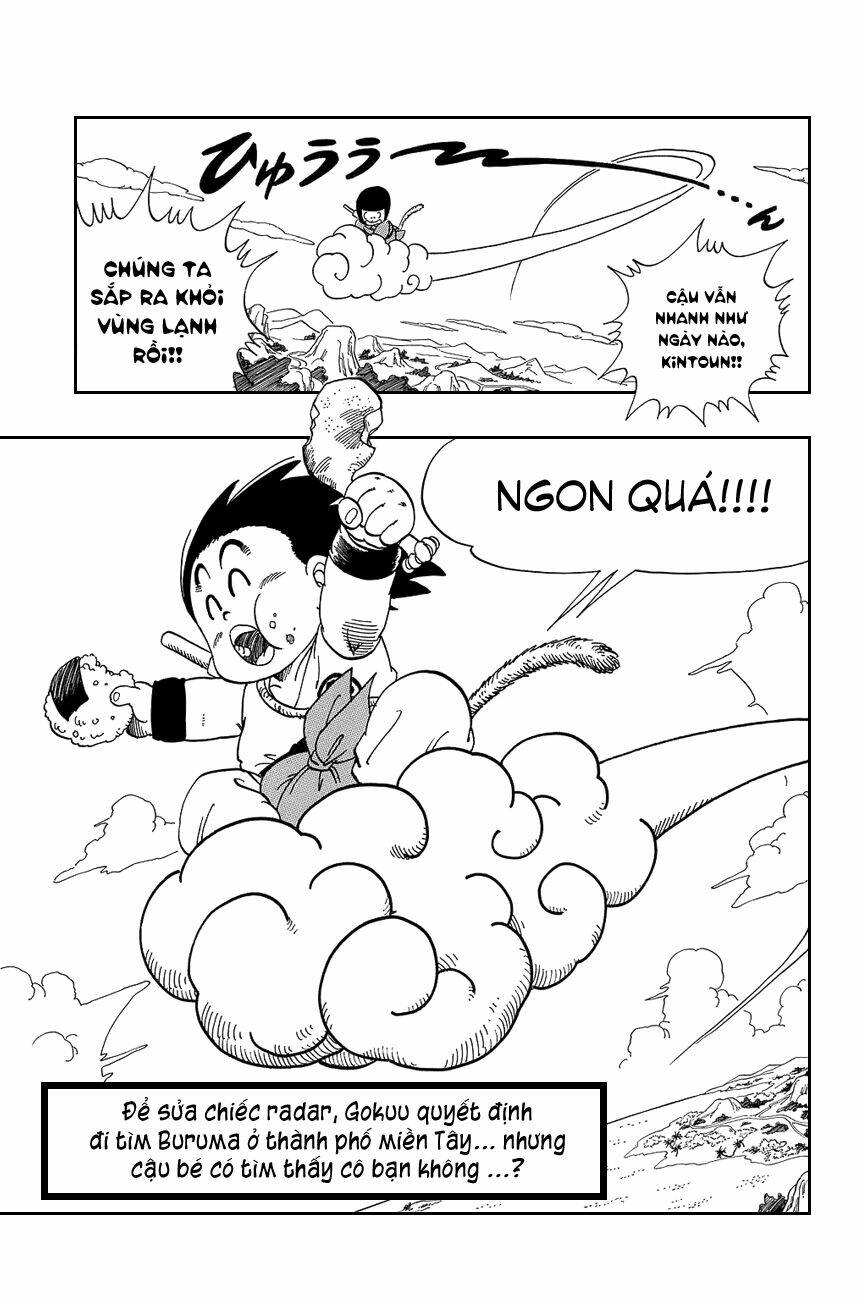 ひゅうう〜…ん
CẬU VẪN
NHANH NHƯ
NGÀY NÀO,
KINTOUN!!
CHÚNG TA
SẮP RA KHỎI
VÙNG LẠNH
RỒI!!
NGON QUÁ!!!!
Để sửa chiếc radar, Gokuu quyết định
đi tìm Buruma ở thành phố miền Tây... nhưng
cậu bé có tìm thấy cô bạn không ...?